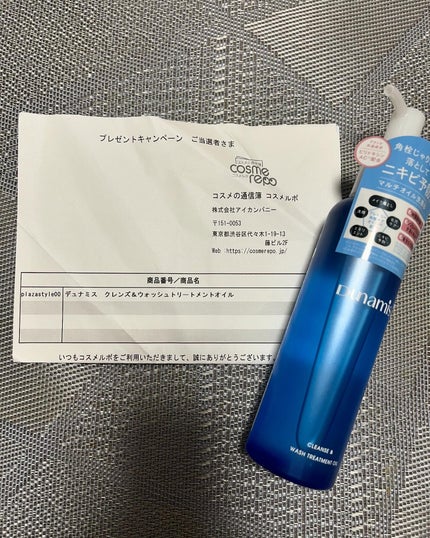 プレゼントキャンペーン ご当選者さま
cosme
repo
コスメの通信簿 コスメルポ
株式会社アイカンパニー
〒151-0053
東京都渋谷区代々木1-19-13
藤ビル2F
Web https://cosmerepo.jp/
商品番号/商品名
plazastyle00 デュナミス クレンズ&ウォッシュトリートメントオイル
いつもコスメルポをご利用いただきまして、誠にありがとうございます。
角栓じゃり
落として
ニキビ予
マルチオイル
Dunamis
CLEANSE &
WASH TREATMENT OIL